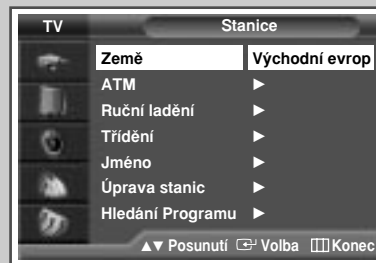 TV Stanice
Země Východní evrop
ATM ►
Ruční ladění ►
Třídění ►
Jméno ►
Úprava stanic ►
Hledání Programu ►
▲▼ Posunutí Volba Konec